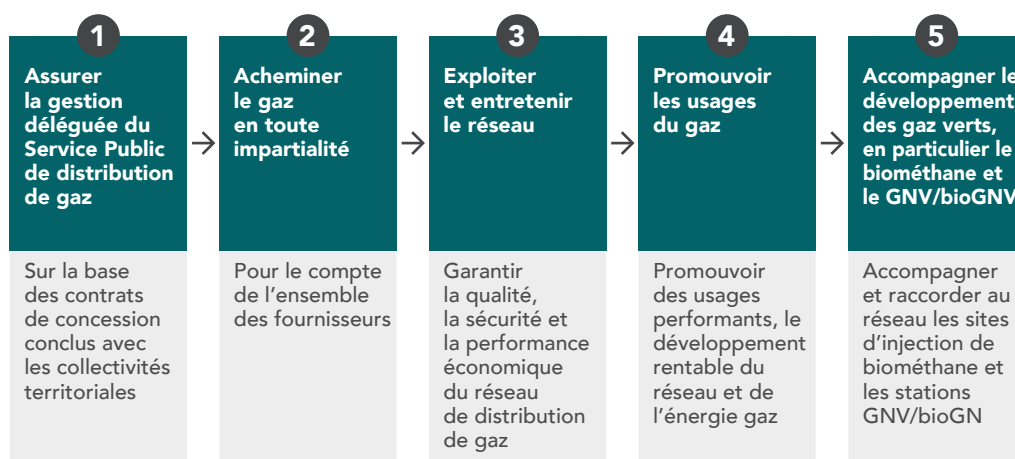 1
Assurer
la gestion
déléguée du
Service Public
de distribution
de gaz
Sur la base
des contrats
de concession
conclus avec
les collectivités
territoriales
2
Acheminer
le gaz
en toute
impartialité
Pour le compte
de l’ensemble
des fournisseurs
3
Exploiter
et entretenir
le réseau
Garantir
la qualité,
la sécurité et
la performance
économique
du réseau
de distribution
de gaz
4
Promouvoir
les usages
du gaz
Promouvoir
des usages
performants, le
développement
rentable du
réseau et de
l’énergie gaz
5
Accompagner le
développement
des gaz verts,
en particulier le
biométhane et
le GNV/bioGNV
Accompagner
et raccorder au
réseau les sites
d’injection de
biométhane et
les stations
GNV/bioGN